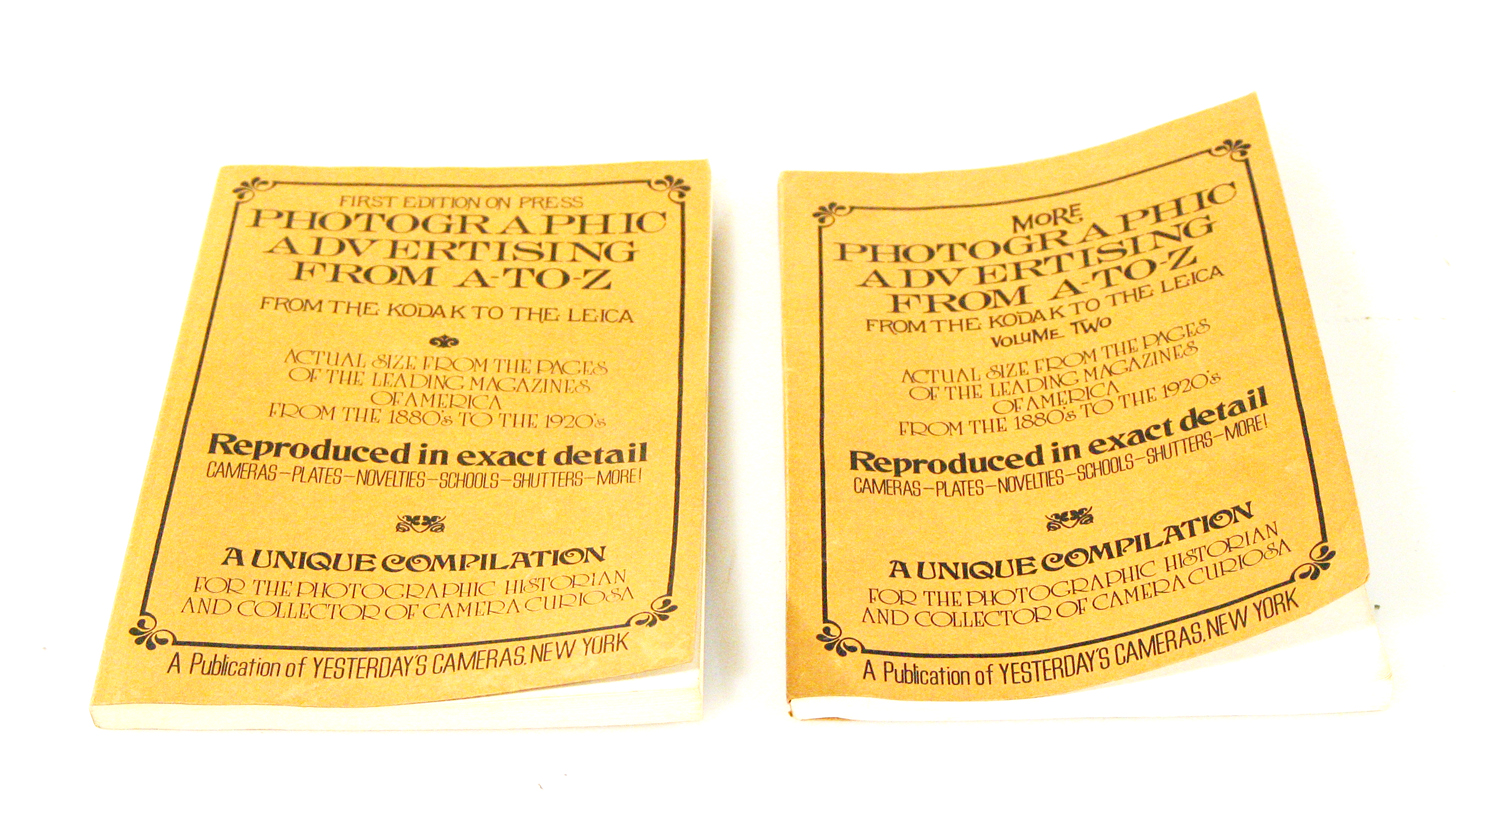 FIRST EDITION ON PRESS
PHOTOGRAPHIC
ADVERTISING
FROM A-TO-Z
FROM THE KODAK TO THE LEICA
ACTUAL SIZE FROM THE PAGES
OF THE LEADING MAGAZINES
OF AMERICA
FROM THE 1880's TO THE 1920's
Reproduced in exact detail
CAMERAS—PLATES—NOVELTIES—SCHOOLS—SHUTTERS—MORE!
A UNIQUE COMPILATION
FOR THE PHOTOGRAPHIC HISTORIAN
AND COLLECTOR OF CAMERA CURIOSA
A Publication of YESTERDAY'S CAMERAS, NEW YORK
MORE
PHOTOGRAPHIC
ADVERTISING
FROM A-TO-Z
FROM THE KODAK TO THE LEICA
VOLUME TWO
ACTUAL SIZE FROM THE PAGES
OF THE LEADING MAGAZINES
OF AMERICA
FROM THE 1880's TO THE 1920's
Reproduced in exact detail
CAMERAS—PLATES—NOVELTIES—SCHOOLS—SHUTTERS—MORE!
A UNIQUE COMPILATION
FOR THE PHOTOGRAPHIC HISTORIAN
AND COLLECTOR OF CAMERA CURIOSA
A Publication of YESTERDAY'S CAMERAS, NEW YORK